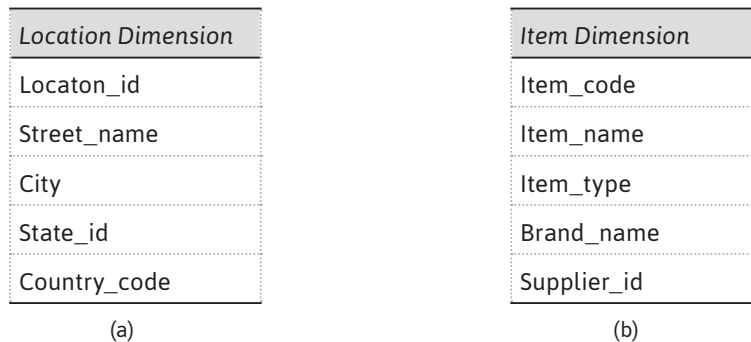 Location Dimension
Locaton_id
Street_name
City
State_id
Country_code
(a)
Item Dimension
Item_code
Item_name
Item_type
Brand_name
Supplier_id
(b)